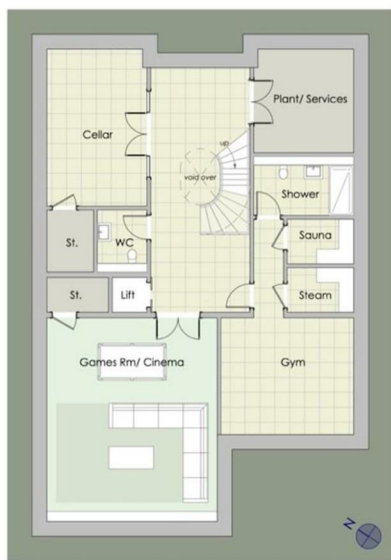 Plant/ Services
Cellar
up
void over
Shower
St.
WC
Sauna
St.
Lift
Steam
Games Rm/ Cinema
Gym
N